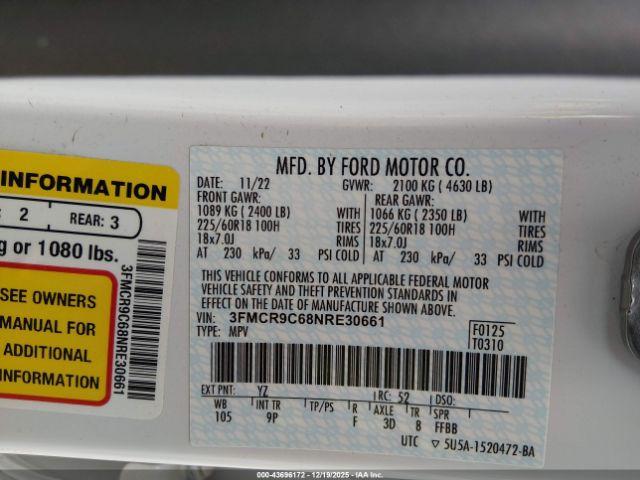 INFORMATION
: 2 REAR: 3
g or 1080 lbs.
SEE OWNERS
MANUAL FOR
ADDITIONAL
INFORMATION
3FMCR9C68NRE30661
MFD. BY FORD MOTOR CO.
DATE: 11/22 GVWR: 2100 KG ( 4630 LB)
FRONT GAWR: REAR GAWR:
1089 KG ( 2400 LB) WITH 1066 KG ( 2350 LB) WITH
225/60R18 100H TIRES 225/60R18 100H TIRES
18x7.0J RIMS 18x7.0J RIMS
AT 230 kPa/ 33 PSI COLD AT 230 kPa/ 33 PSI COLD
THIS VEHICLE CONFORMS TO ALL APPLICABLE FEDERAL MOTOR
VEHICLE SAFETY AND THEFT PREVENTION STANDARDS IN
EFFECT ON THE DATE OF MANUFACTURE SHOWN ABOVE.
VIN: 3FMCR9C68NRE30661
TYPE: MPV
F0125
T0310
EXT PNT: YZ RC: 52 DSO:
WB INT TR TP/PS R AXLE TR SPR
105 9P F 3D 8 FFBB
UTC 5U5A-1520472-BA
000-43696172 - 12/19/2025 - COPYRIGHT IAA, LLC.